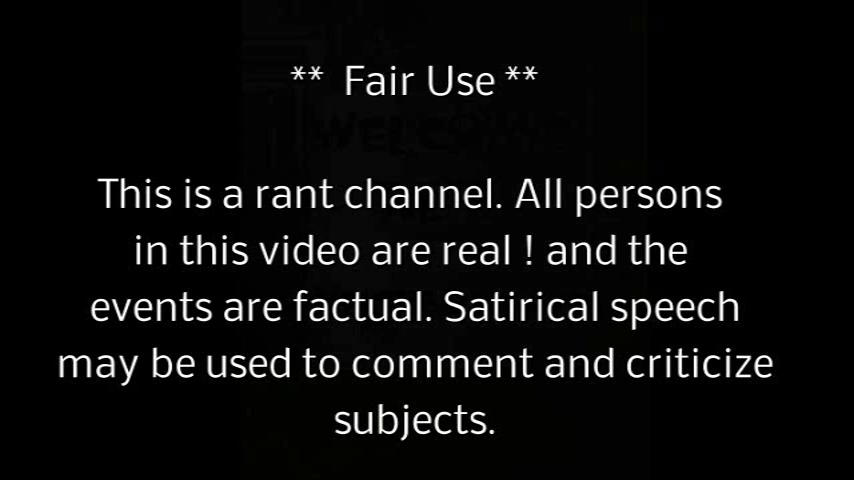 ** Fair Use **
This is a rant channel. All persons
in this video are real ! and the
events are factual. Satirical speech
may be used to comment and criticize
subjects.